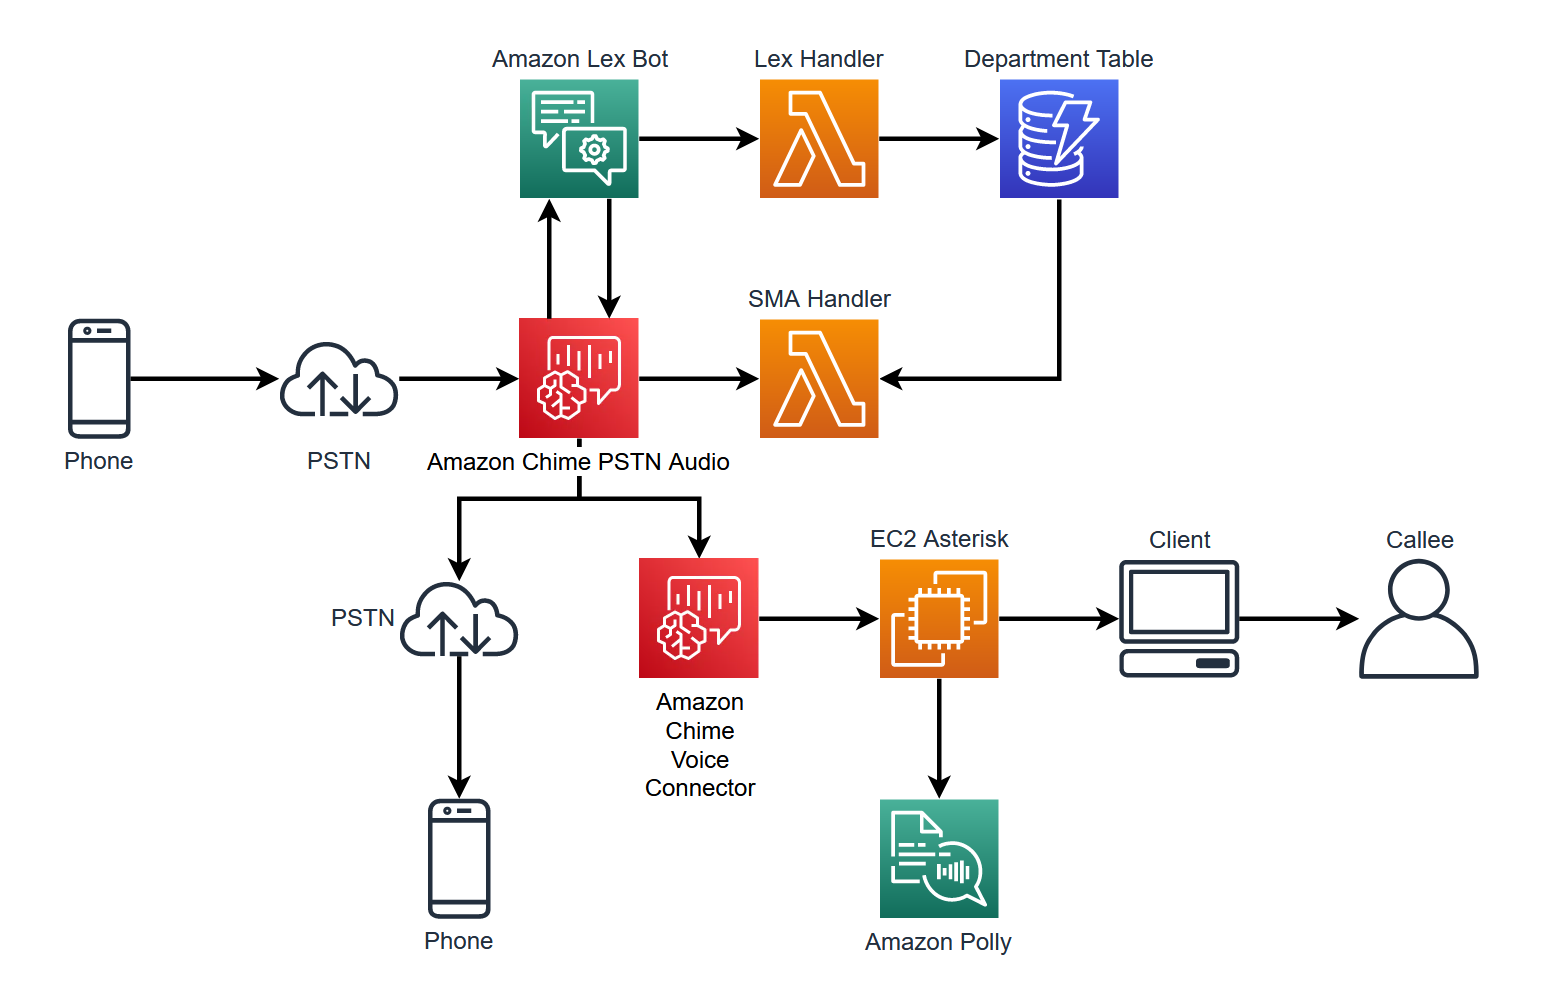 Amazon Lex Bot
Lex Handler
Department Table
SMA Handler
Phone
PSTN
Amazon Chime PSTN Audio
EC2 Asterisk
Client
Callee
PSTN
Amazon
Chime
Voice
Connector
Phone
Amazon Polly